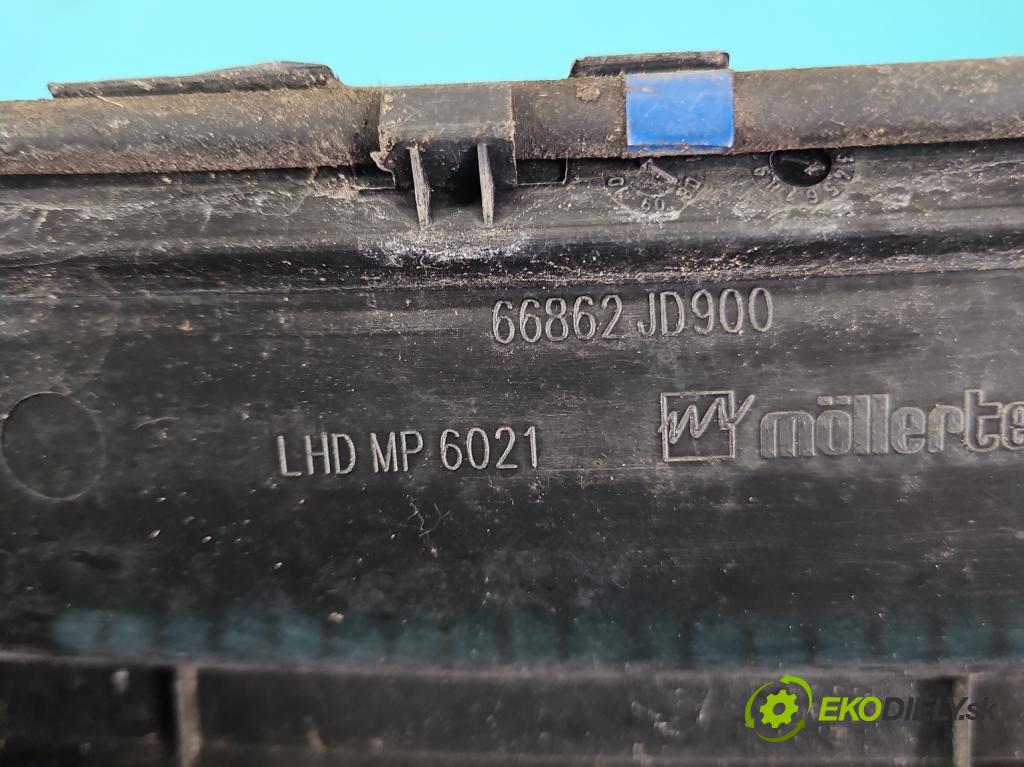 66862 JD900
LHD MP 6021
möllerte
EKODIELY.sk